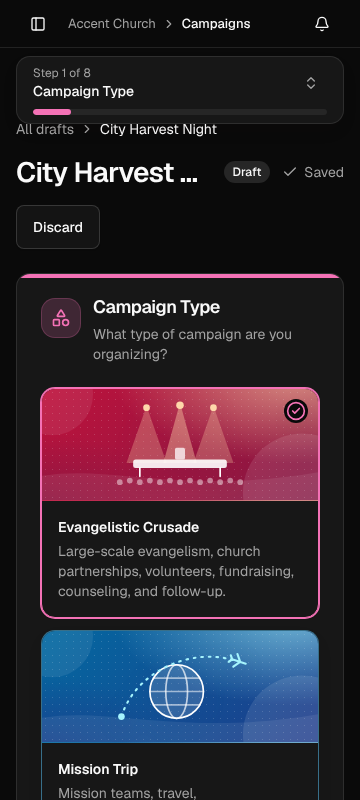 Accent Church > Campaigns
Step 1 of 8
Campaign Type
All drafts > City Harvest Night
City Harvest ...
Draft
Saved
Discard
Campaign Type
What type of campaign are you
organizing?
Evangelistic Crusade
Large-scale evangelism, church
partnerships, volunteers, fundraising,
counseling, and follow-up.
Mission Trip
Mission teams, travel,